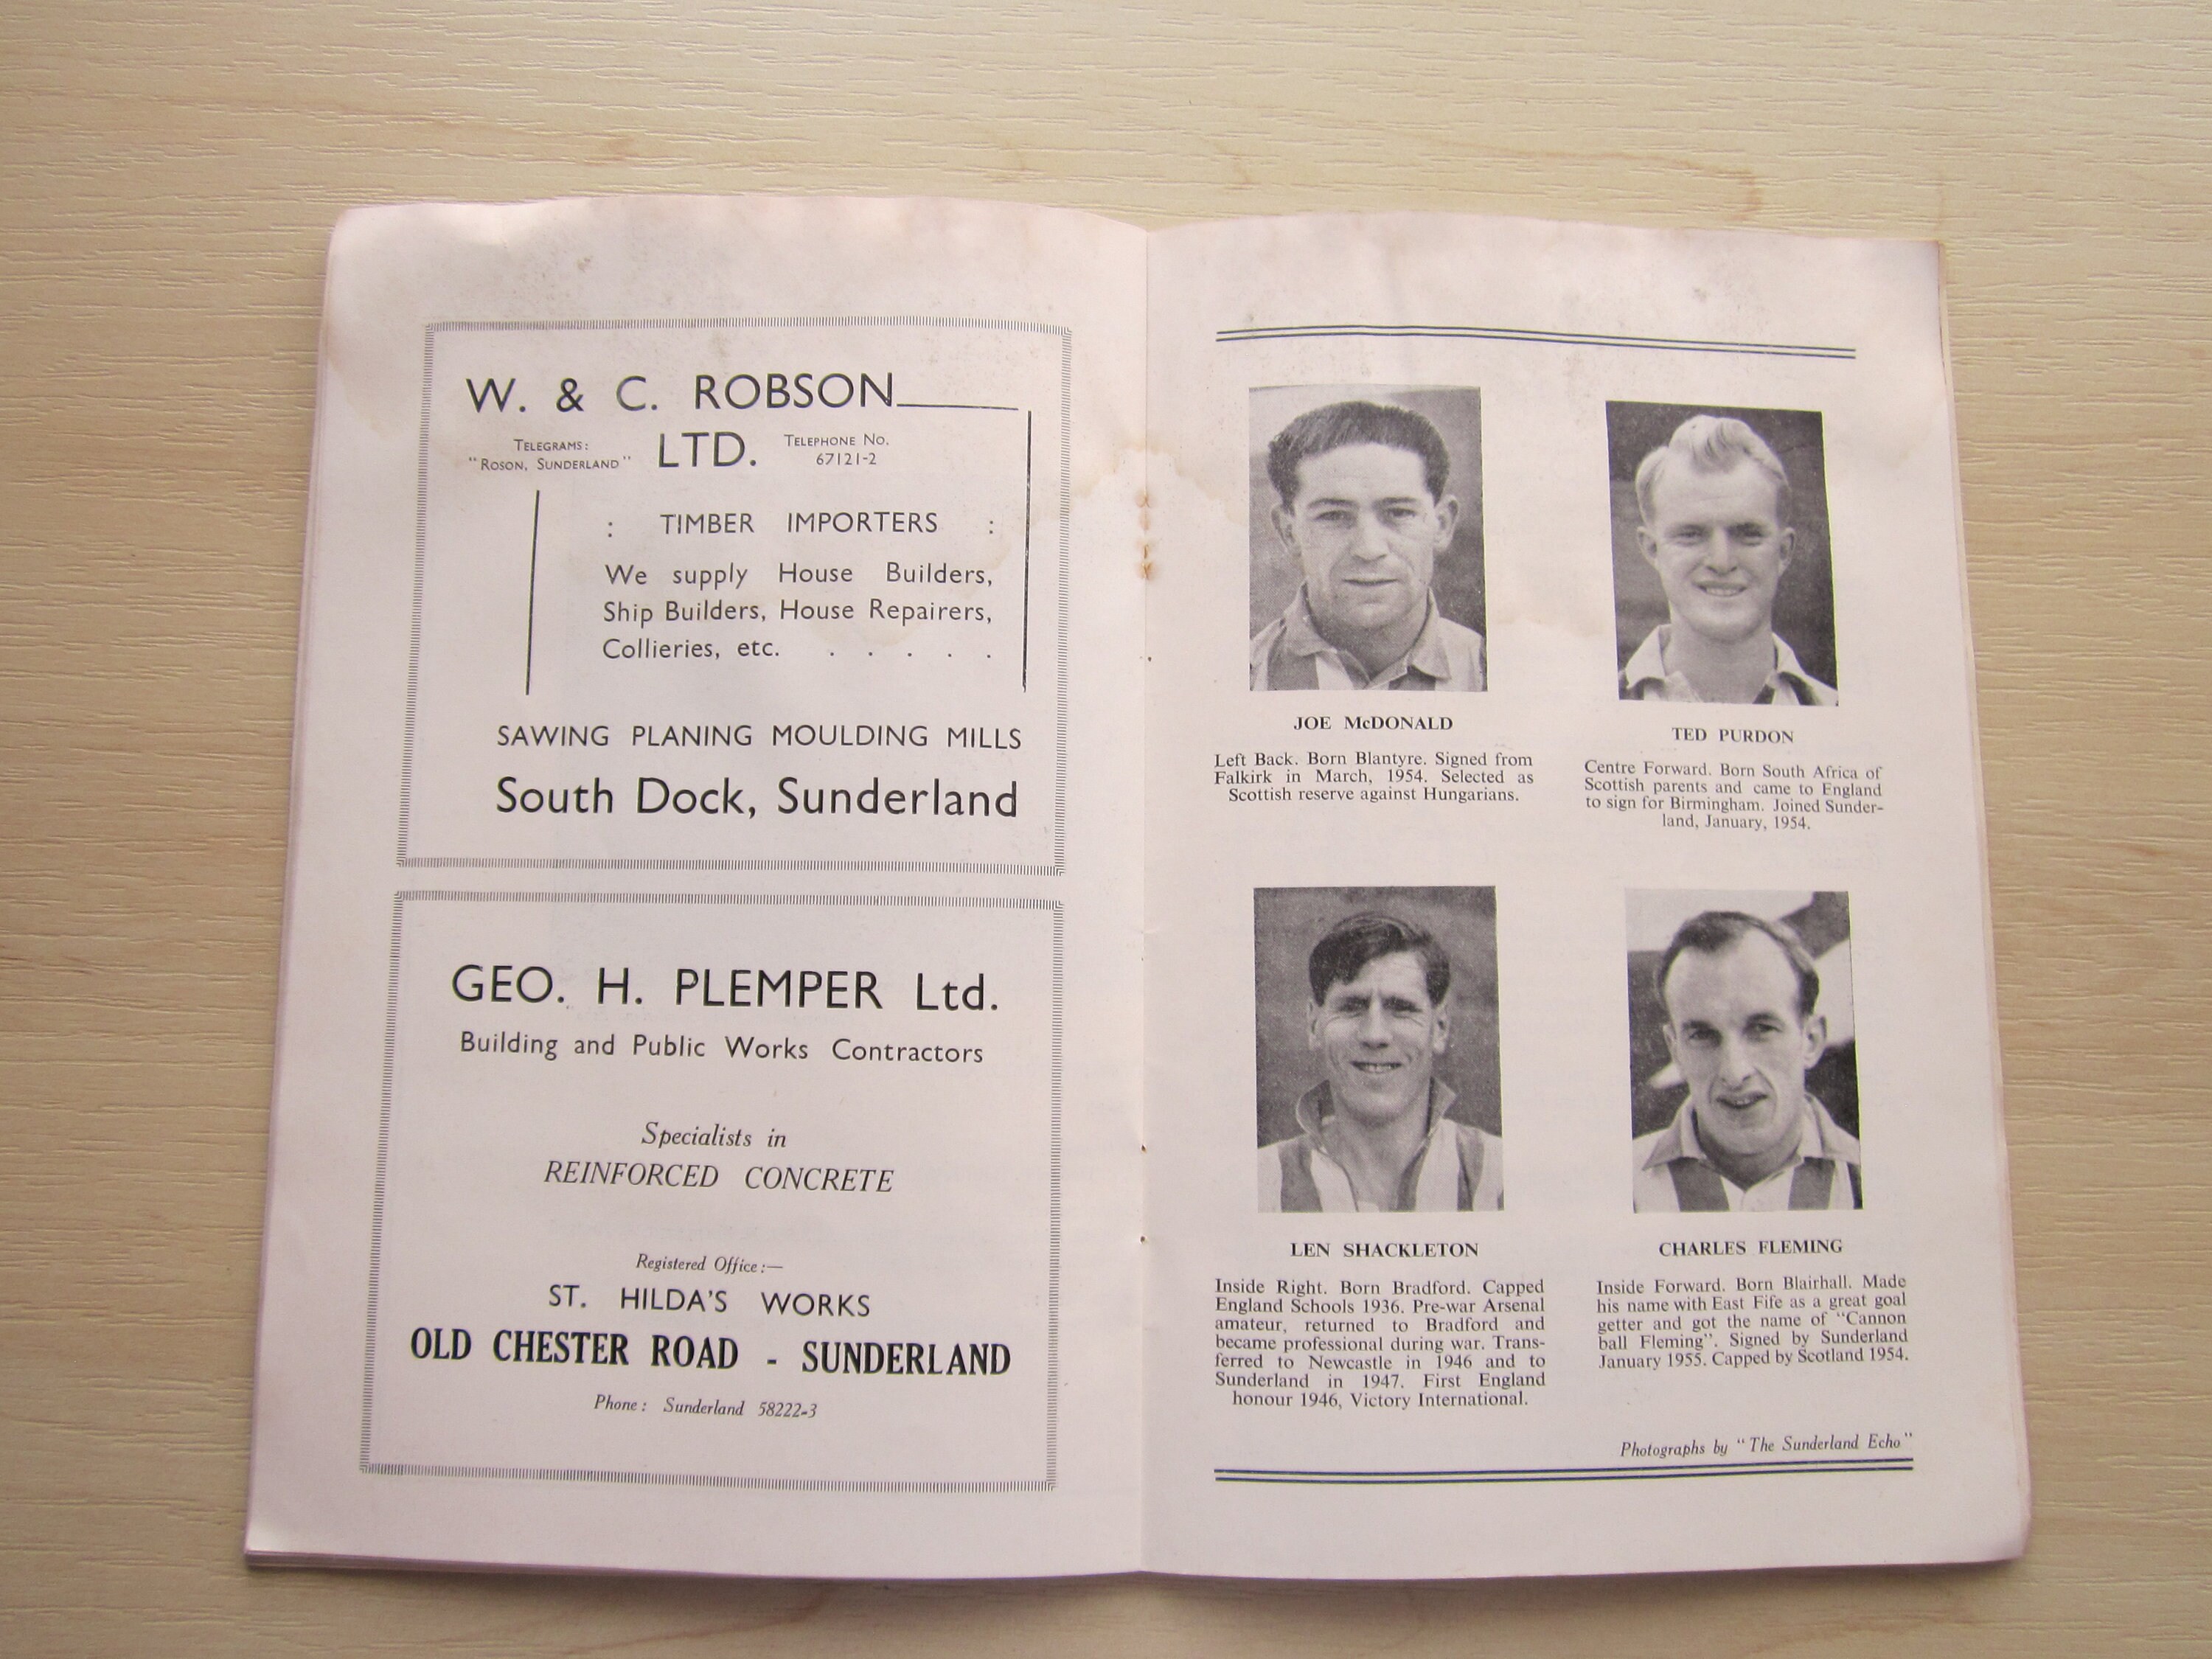 W. & C. ROBSON
LTD.
TELEGRAMS:
"ROSON, SUNDERLAND"
TELEPHONE NO.
67121-2
: TIMBER IMPORTERS :
We supply House Builders,
Ship Builders, House Repairers,
Collieries, etc. . . . . .
SAWING PLANING MOULDING MILLS
South Dock, Sunderland
GEO. H. PLEMPER Ltd.
Building and Public Works Contractors
Specialists in
REINFORCED CONCRETE
Registered Office:—
ST. HILDA'S WORKS
OLD CHESTER ROAD - SUNDERLAND
Phone: Sunderland 58222-3
JOE McDONALD
Left Back. Born Blantyre. Signed from
Falkirk in March, 1954. Selected as
Scottish reserve against Hungarians.
TED PURDON
Centre Forward. Born South Africa of
Scottish parents and came to England
to sign for Birmingham. Joined Sunder-
land, January, 1954.
LEN SHACKLETON
Inside Right. Born Bradford. Capped
England Schools 1936. Pre-war Arsenal
amateur, returned to Bradford and
became professional during war. Trans-
ferred to Newcastle in 1946 and to
Sunderland in 1947. First England
honour 1946, Victory International.
CHARLES FLEMING
Inside Forward. Born Blairhall. Made
his name with East Fife as a great goal
getter and got the name of "Cannon
ball Fleming". Signed by Sunderland
January 1955. Capped by Scotland 1954.
Photographs by "The Sunderland Echo"